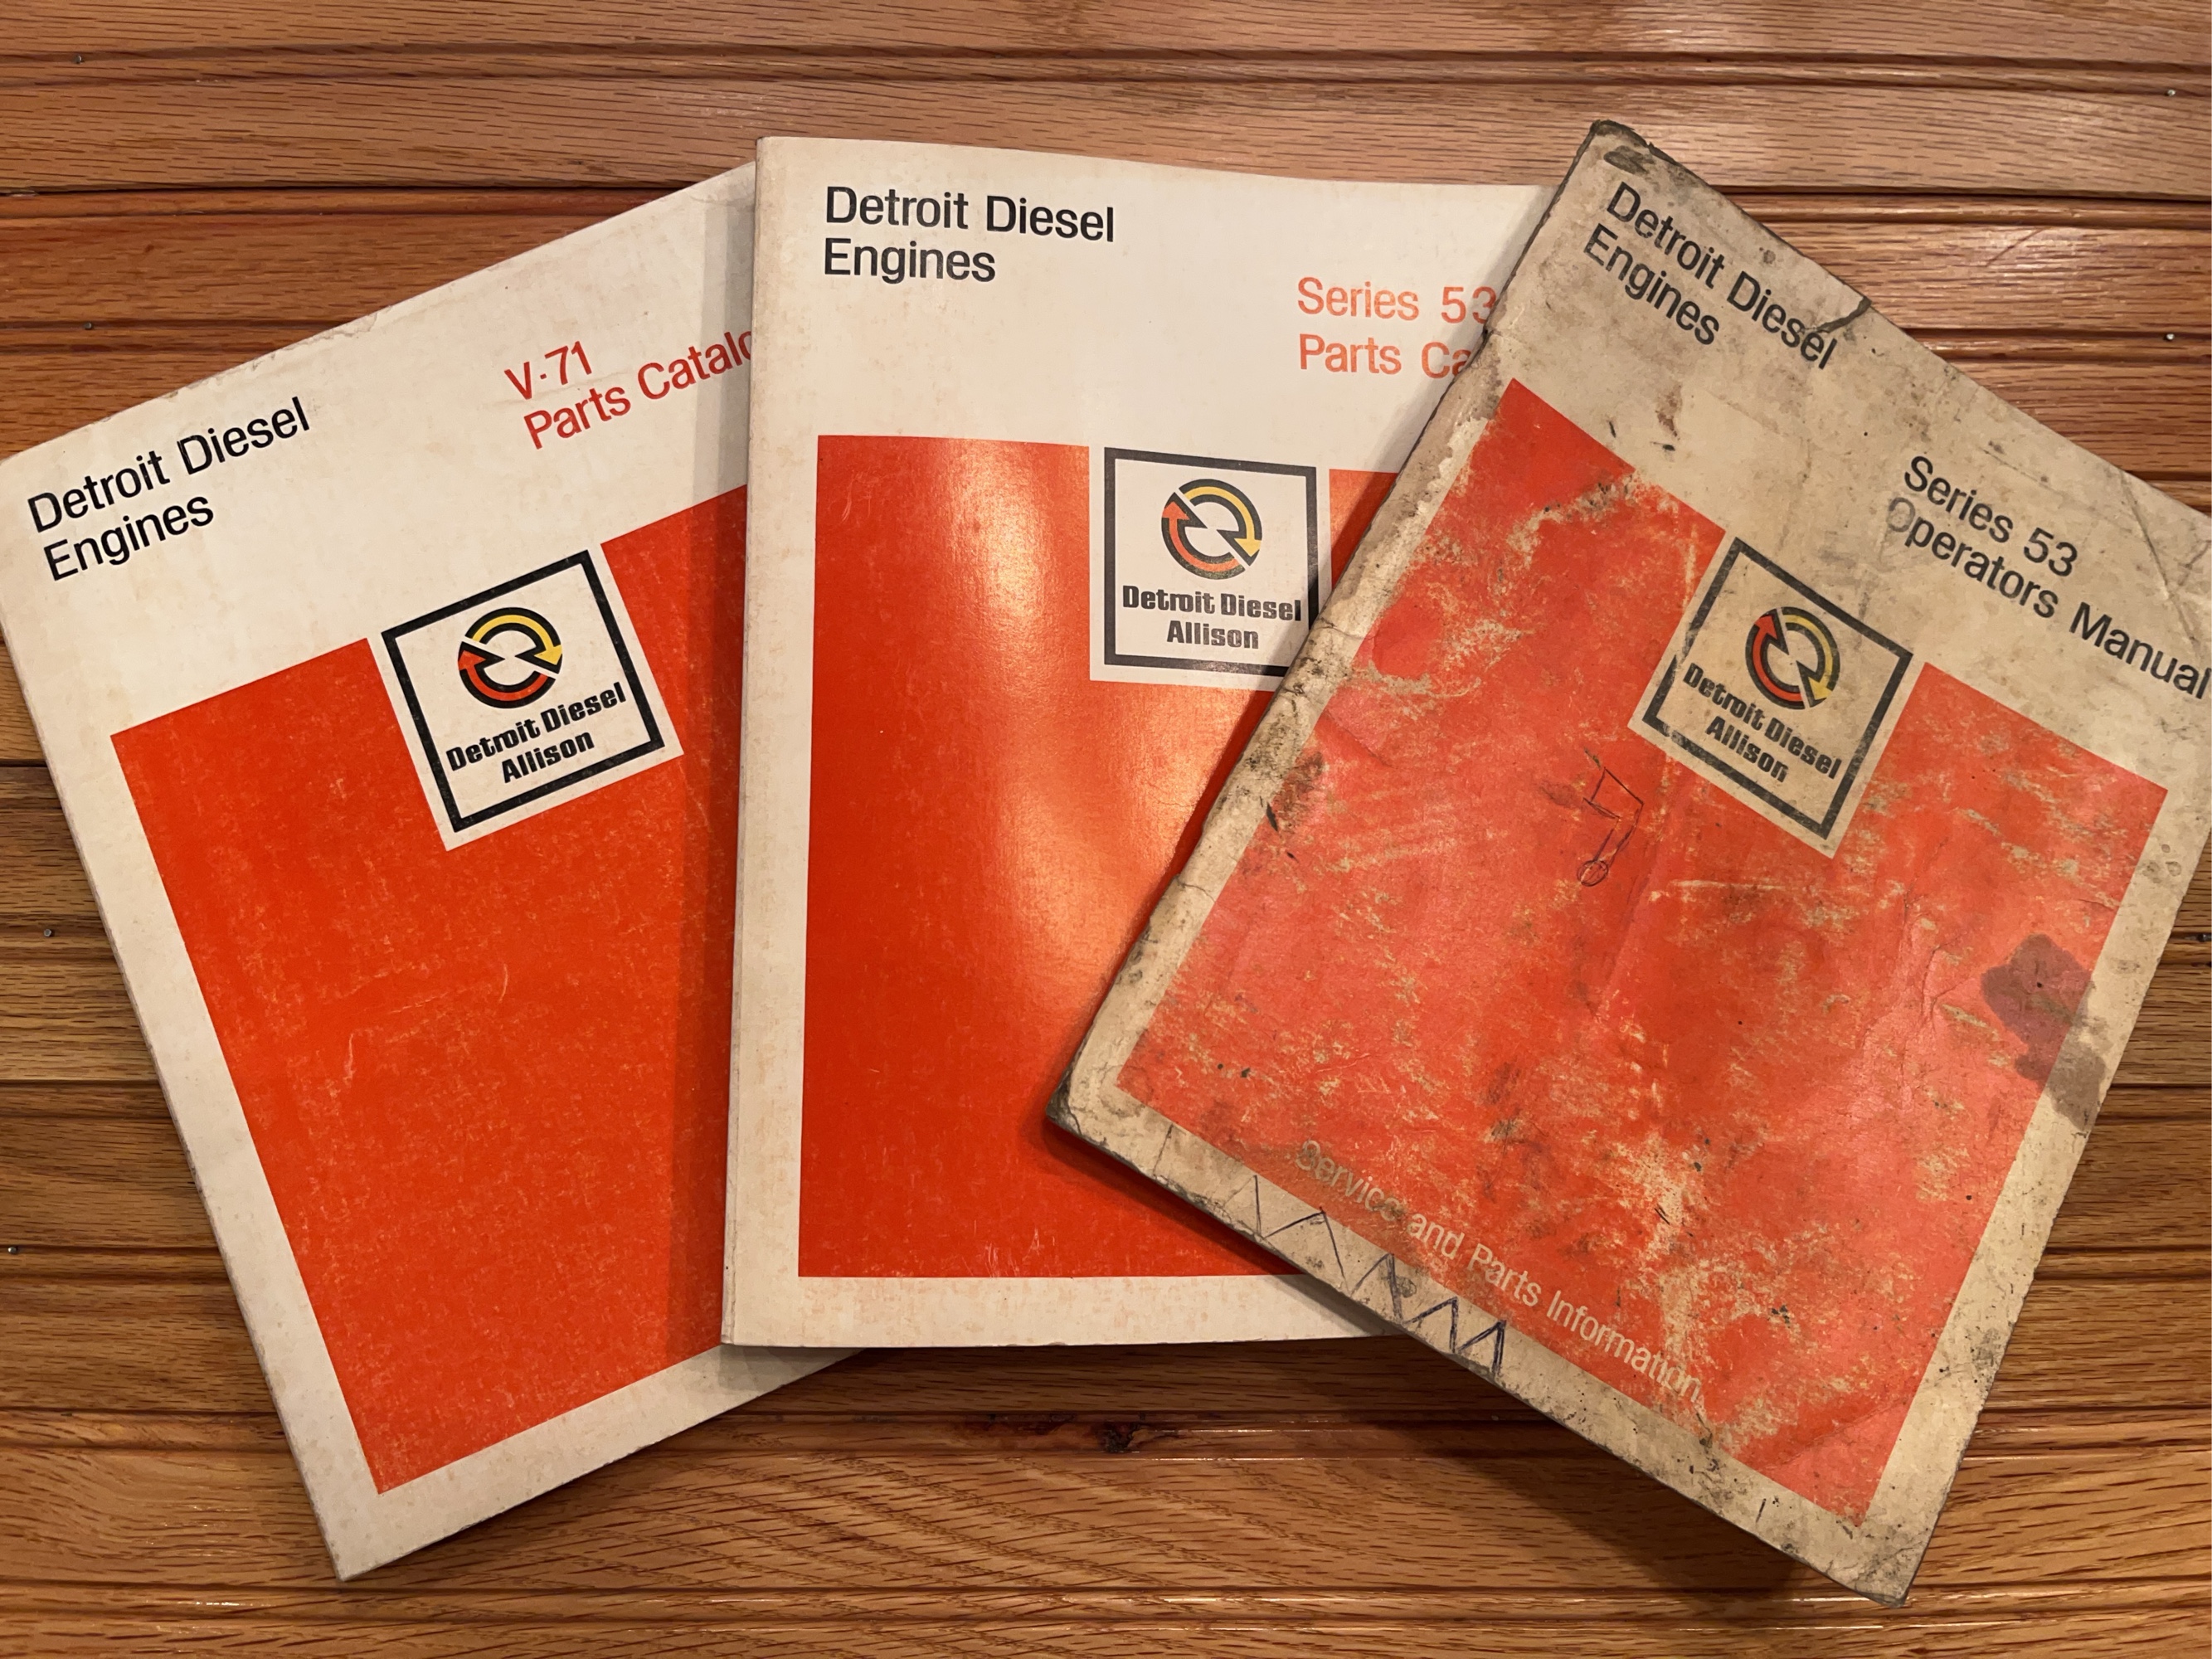 Detroit Diesel
Engines
V-71
Parts Catalo
Detroit Diesel
Allison
Detroit Diesel
Engines
Series 53
Parts Ca
Detroit Diesel
Allison
Detroit Diesel
Engines
Series 53
Operators Manual
Detroit Diesel
Allison
Service and Parts Information